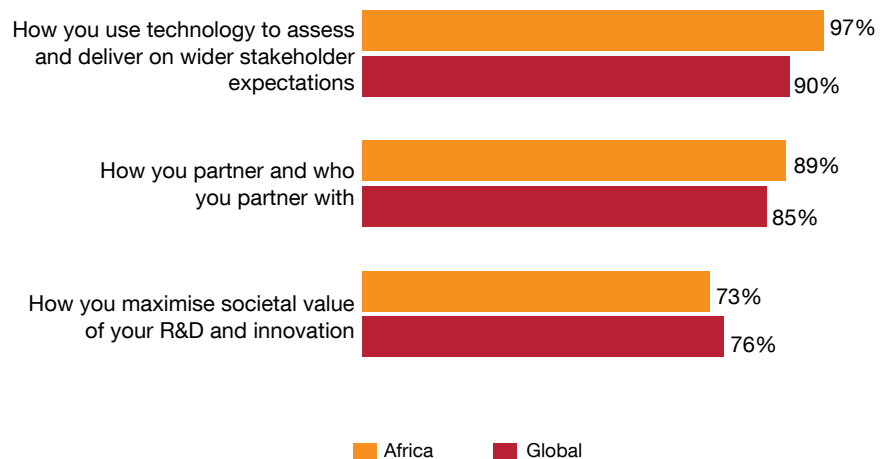 How you use technology to assess
and deliver on wider stakeholder
expectations
97%
90%
How you partner and who
you partner with
89%
85%
How you maximise societal value
of your R&D and innovation
73%
76%
Africa
Global